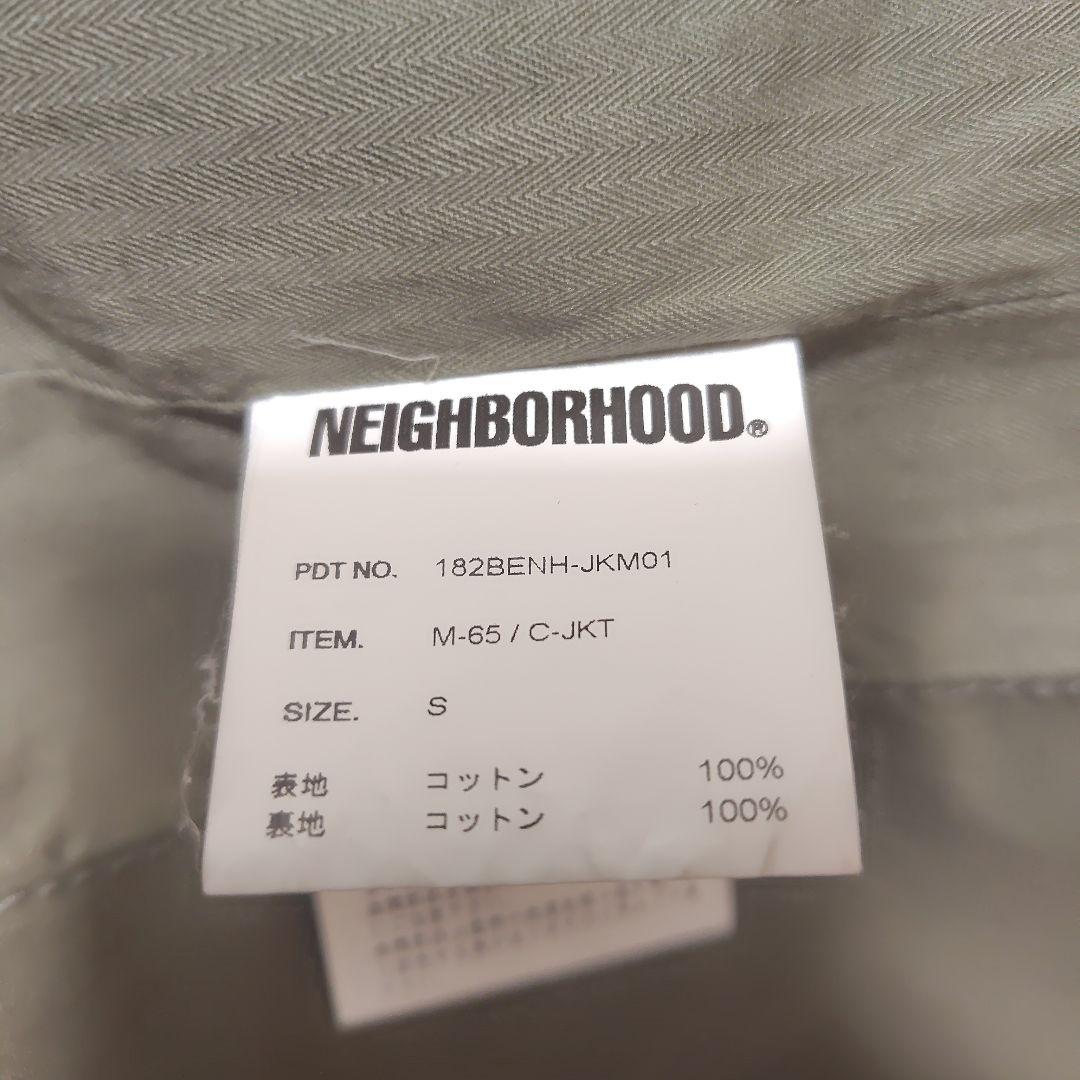 NEIGHBORHOOD®
PDT NO. 182BENH-JKM01
ITEM. M-65 / C-JKT
SIZE. S
表地 コットン 100%
裏地 コットン 100%